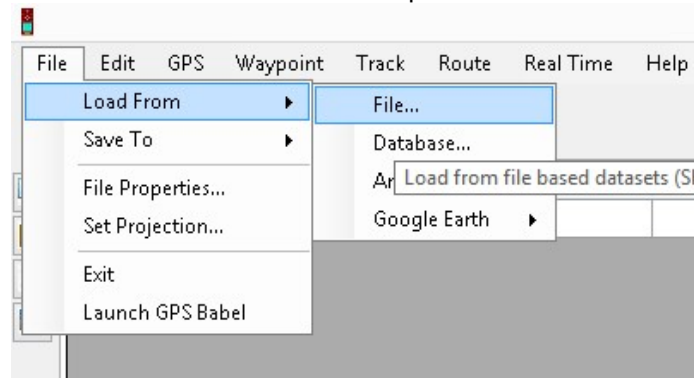 File Edit GPS Waypoint Track Route Real Time Help
Load From
Save To
File Properties...
Set Projection...
Exit
Launch GPS Babel
File...
Database...
Load from file based datasets
Google Earth